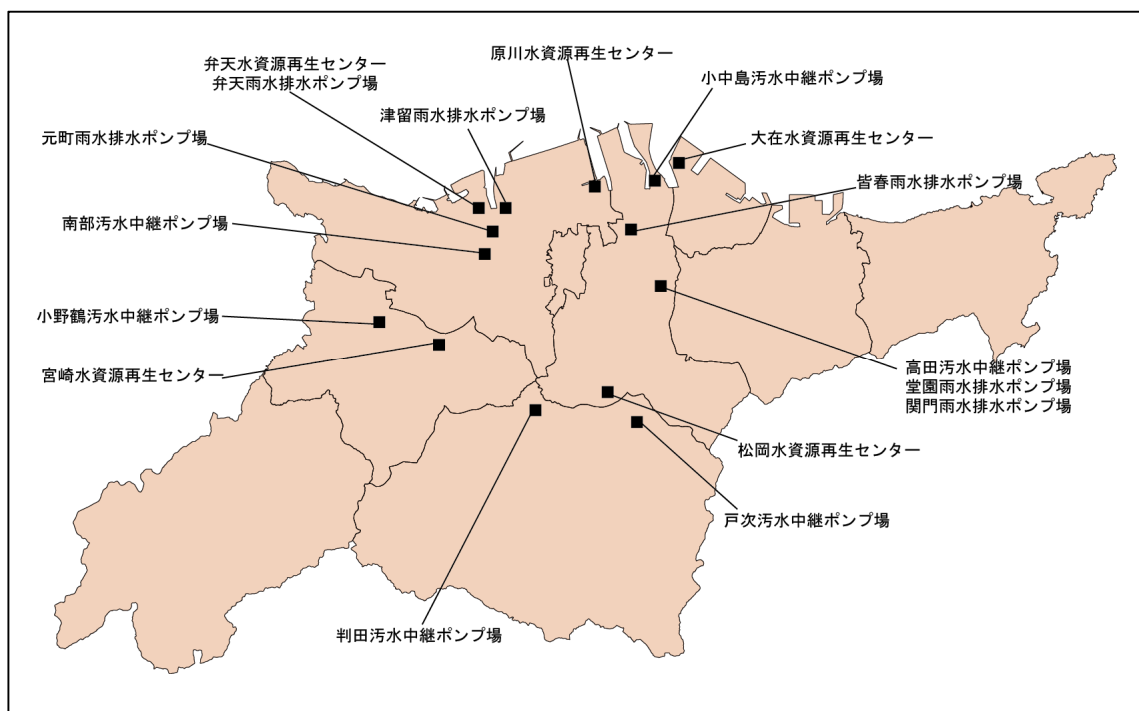 原川水資源再生センター
弁天水資源再生センター
弁天雨水排水ポンプ場
小中島汚水中継ポンプ場
津留雨水排水ポンプ場
元町雨水排水ポンプ場
大在水資源再生センター
皆春雨水排水ポンプ場
南部汚水中継ポンプ場
小野鶴汚水中継ポンプ場
宮崎水資源再生センター
高田汚水中継ポンプ場
堂園雨水排水ポンプ場
関門雨水排水ポンプ場
松岡水資源再生センター
戸次汚水中継ポンプ場
判田汚水中継ポンプ場